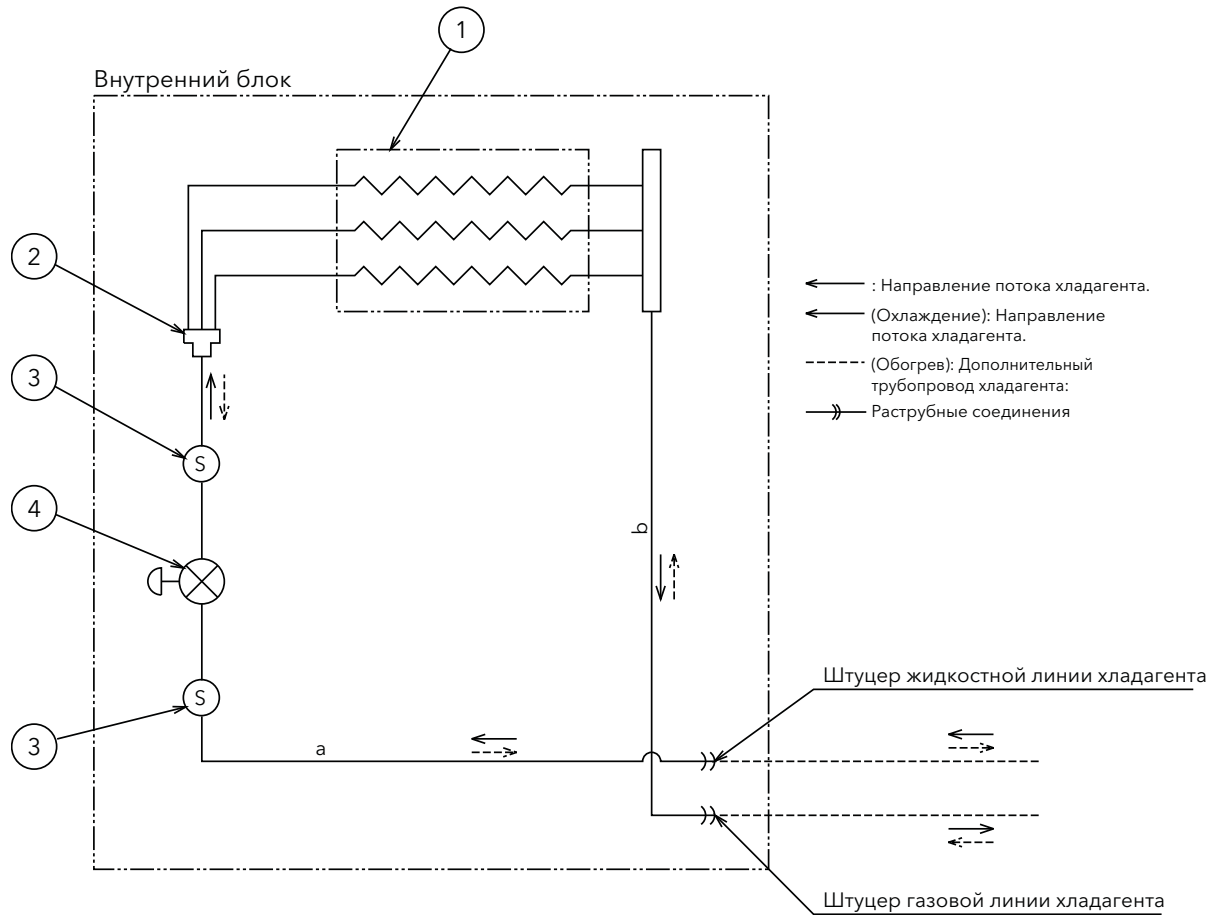 1
Внутренний блок
2
: Направление потока хладагента.
(Охлаждение): Направление
потока хладагента.
(Обогрев): Дополнительный
трубопровод хладагента:
Раструбные соединения
3
S
4
b
S
3
a
Штуцер жидкостной линии хладагента
Штуцер газовой линии хладагента